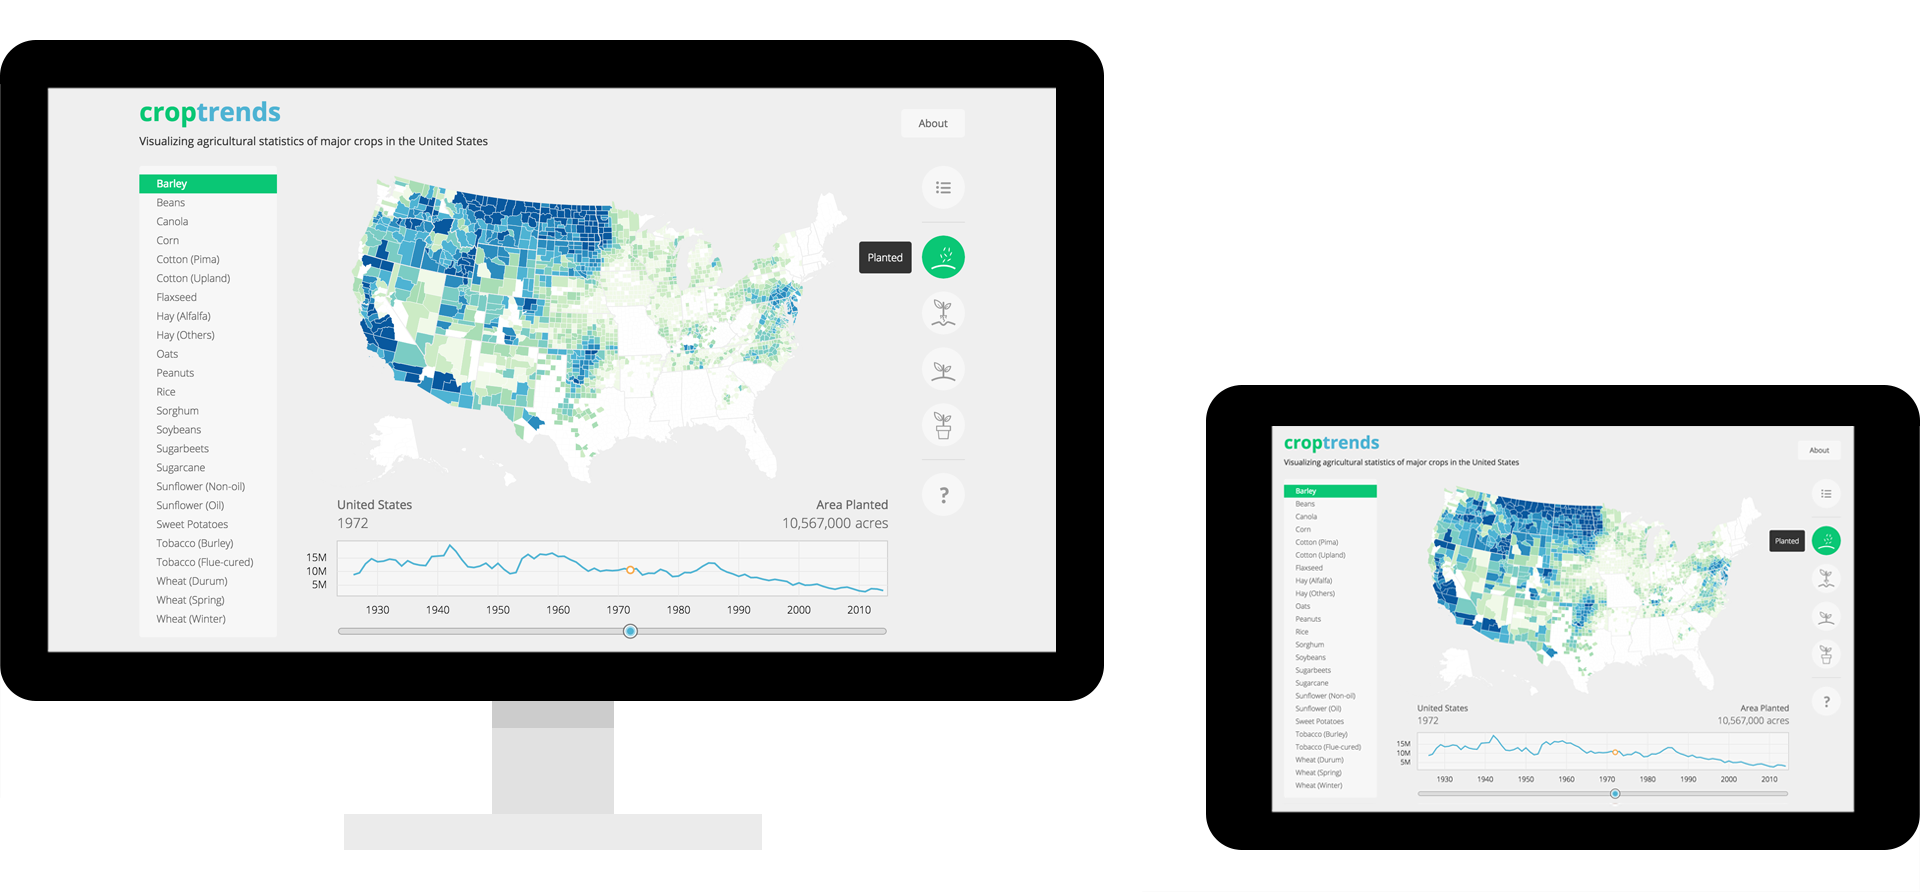 croptrends
Visualizing agricultural statistics of major crops in the United States
About
Barley
Beans
Canola
Corn
Cotton (Pima)
Cotton (Upland)
Flaxseed
Hay (Alfalfa)
Hay (Others)
Oats
Peanuts
Rice
Sorghum
Soybeans
Sugarbeets
Sugarcane
Sunflower (Non-oil)
Sunflower (Oil)
Sweet Potatoes
Tobacco (Burley)
Tobacco (Flue-cured)
Wheat (Durum)
Wheat (Spring)
Wheat (Winter)
Planted
?
United States
1972
Area Planted
10,567,000 acres
15M
10M
5M
1930 1940 1950 1960 1970 1980 1990 2000 2010
croptrends
Visualizing agricultural statistics of major crops in the United States
About
Barley
Beans
Canola
Corn
Cotton (Pima)
Cotton (Upland)
Flaxseed
Hay (Alfalfa)
Hay (Others)
Oats
Peanuts
Rice
Sorghum
Soybeans
Sugarbeets
Sugarcane
Sunflower (Non-oil)
Sunflower (Oil)
Sweet Potatoes
Tobacco (Burley)
Tobacco (Flue-cured)
Wheat (Durum)
Wheat (Spring)
Wheat (Winter)
Planted
?
United States
1972
Area Planted
10,567,000 acres
15M
10M
5M
1930 1940 1950 1960 1970 1980 1990 2000 2010